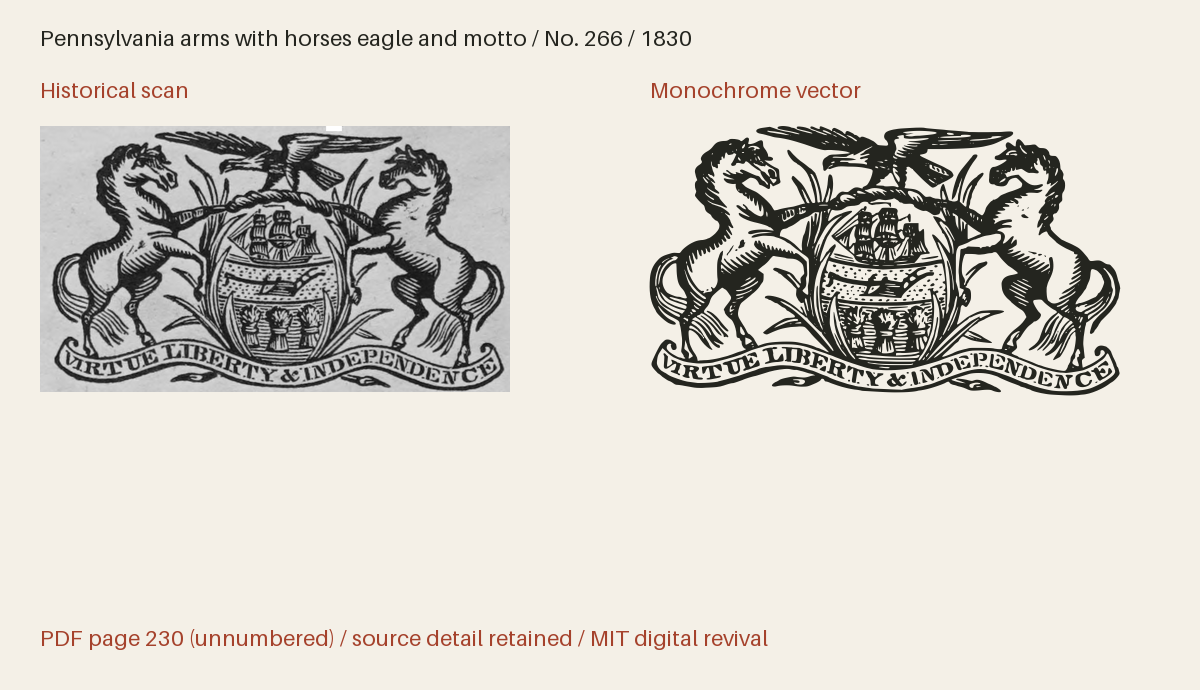 Pennsylvania arms with horses eagle and motto / No. 266 / 1830
Historical scan
Monochrome vector
VIRTUE LIBERTY & INDEPENDENCE
VIRTUE LIBERTY & INDEPENDENCE
PDF page 230 (unnumbered) / source detail retained / MIT digital revival